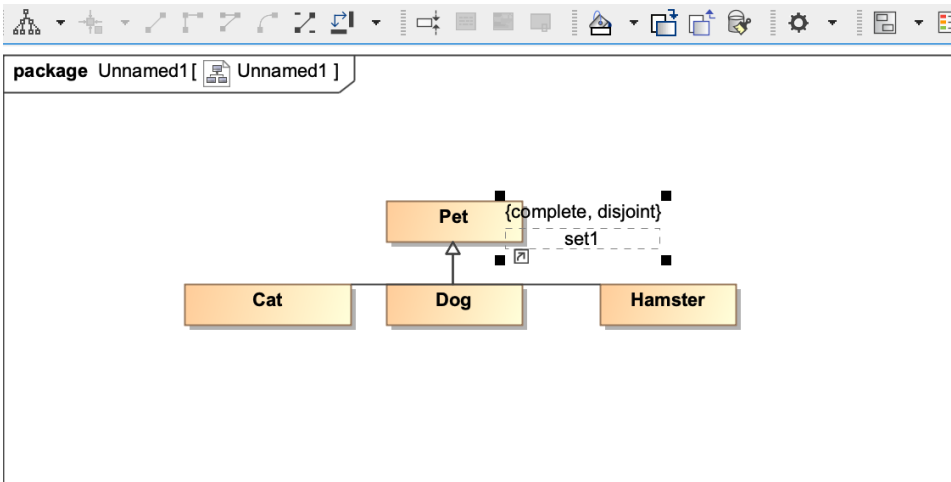 package Unnamed1 [ Unnamed1 ]
Pet
{complete, disjoint}
set1
Cat
Dog
Hamster